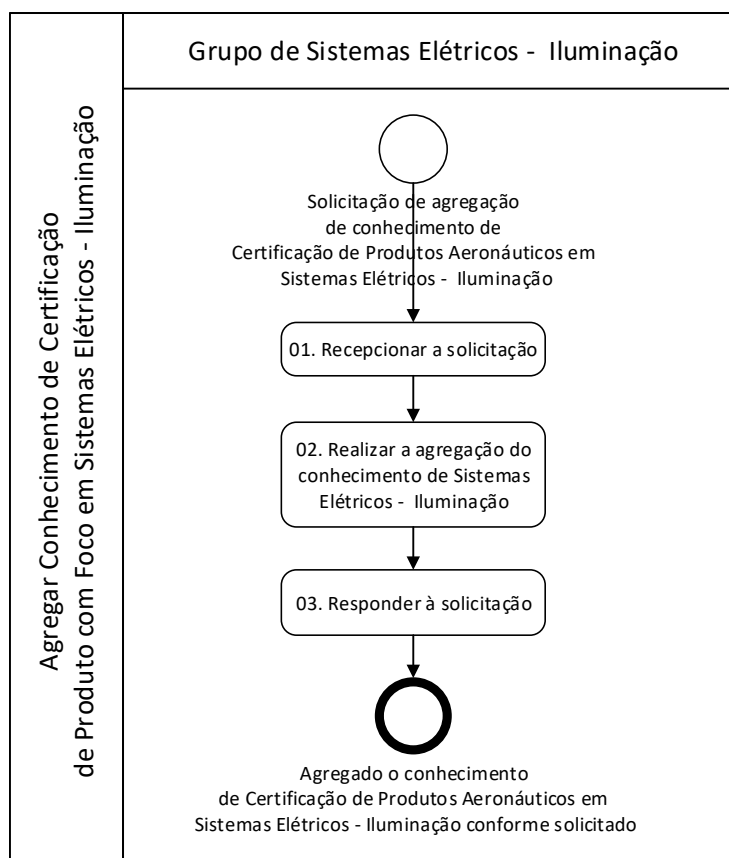 Agregar Conhecimento de Certificação
de Produto com Foco em Sistemas Elétricos - Iluminação
Grupo de Sistemas Elétricos - Iluminação
Solicitação de agregação
de conhecimento de
Certificação de Produtos Aeronáuticos em
Sistemas Elétricos - Iluminação
01. Recepcionar a solicitação
02. Realizar a agregação do
conhecimento de Sistemas
Elétricos - Iluminação
03. Responder à solicitação
Agregado o conhecimento
de Certificação de Produtos Aeronáuticos em
Sistemas Elétricos - Iluminação conforme solicitado